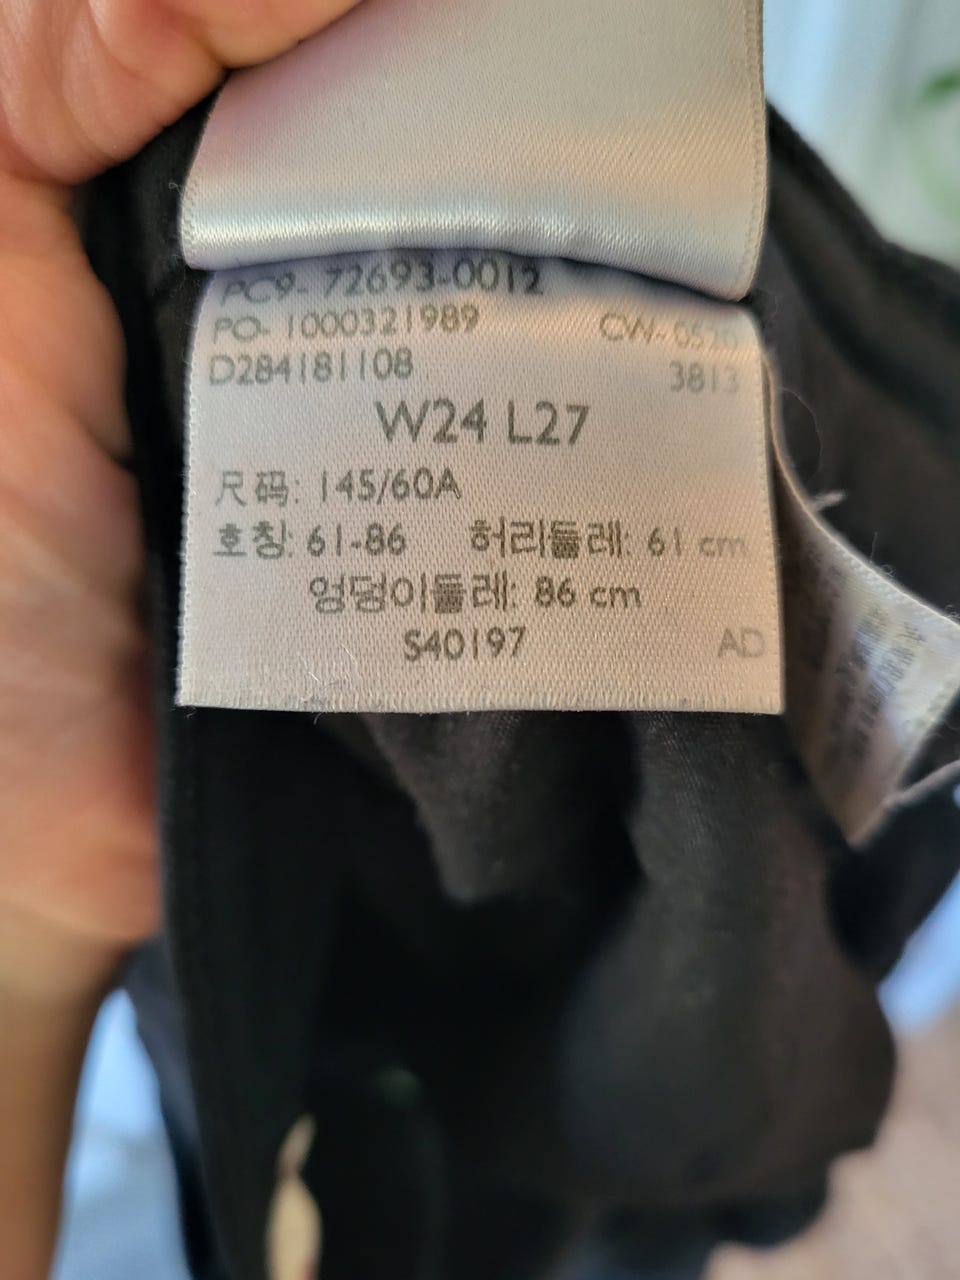 PC9- 72693-0012
PO- 1000321989
D284181108 3813
W24 L27
尺码: 145/60A
호칭: 61-86 허리둘레: 61 cm
엉덩이둘레: 86 cm
S40197 AD